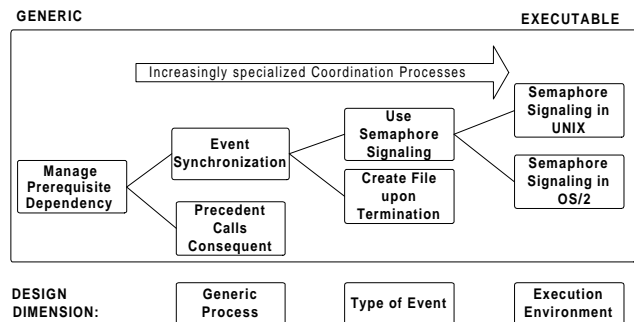 GENERIC
EXECUTABLE
Increasingly specialized Coordination Processes
Manage
Prerequisite
Dependency
Event
Synchronization
Precedent
Calls
Consequent
Use
Semaphore
Signaling
Create File
upon
Termination
Semaphore
Signaling in
UNIX
Semaphore
Signaling in
OS/2
DESIGN
DIMENSION:
Generic
Process
Type of Event
Execution
Environment